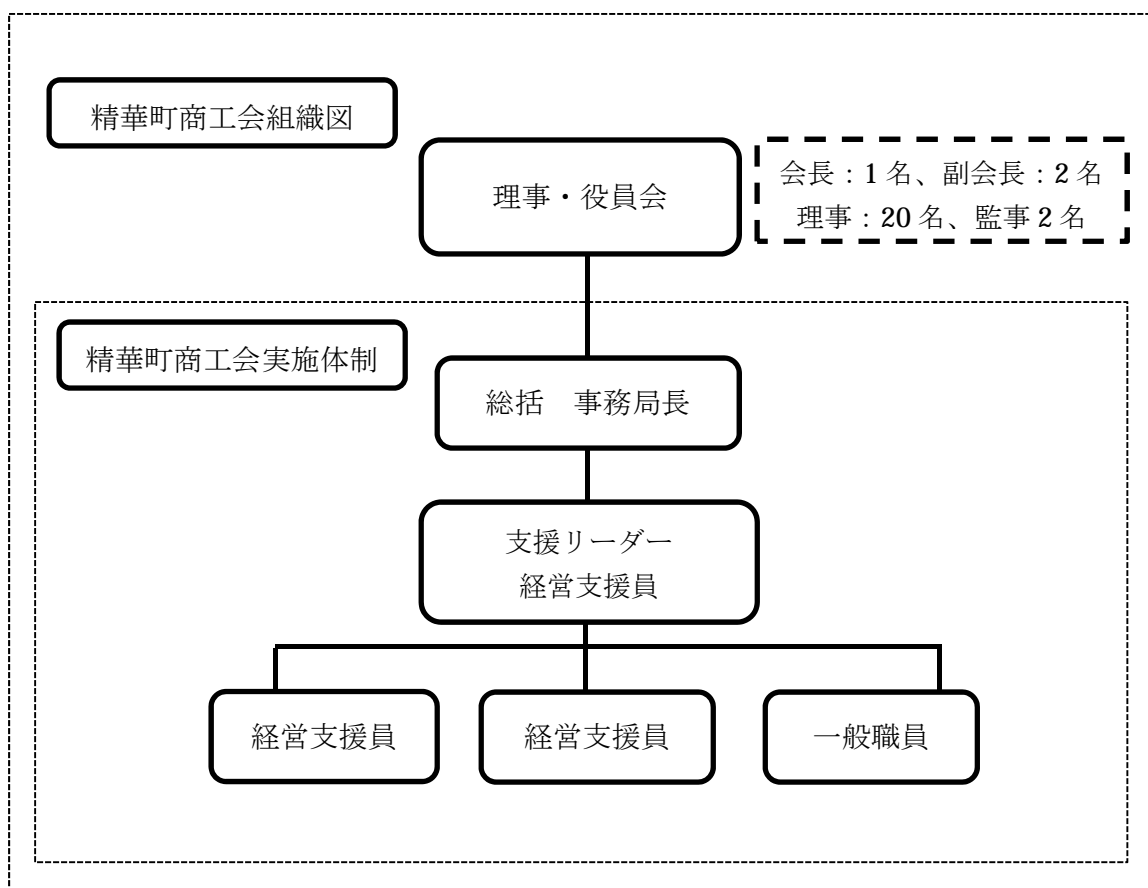 精華町商工会組織図
理事・役員会
会長：1 名、副会長：2 名
理事：20 名、監事 2 名
精華町商工会実施体制
総括　事務局長
支援リーダー
経営支援員
経営支援員
経営支援員
一般職員